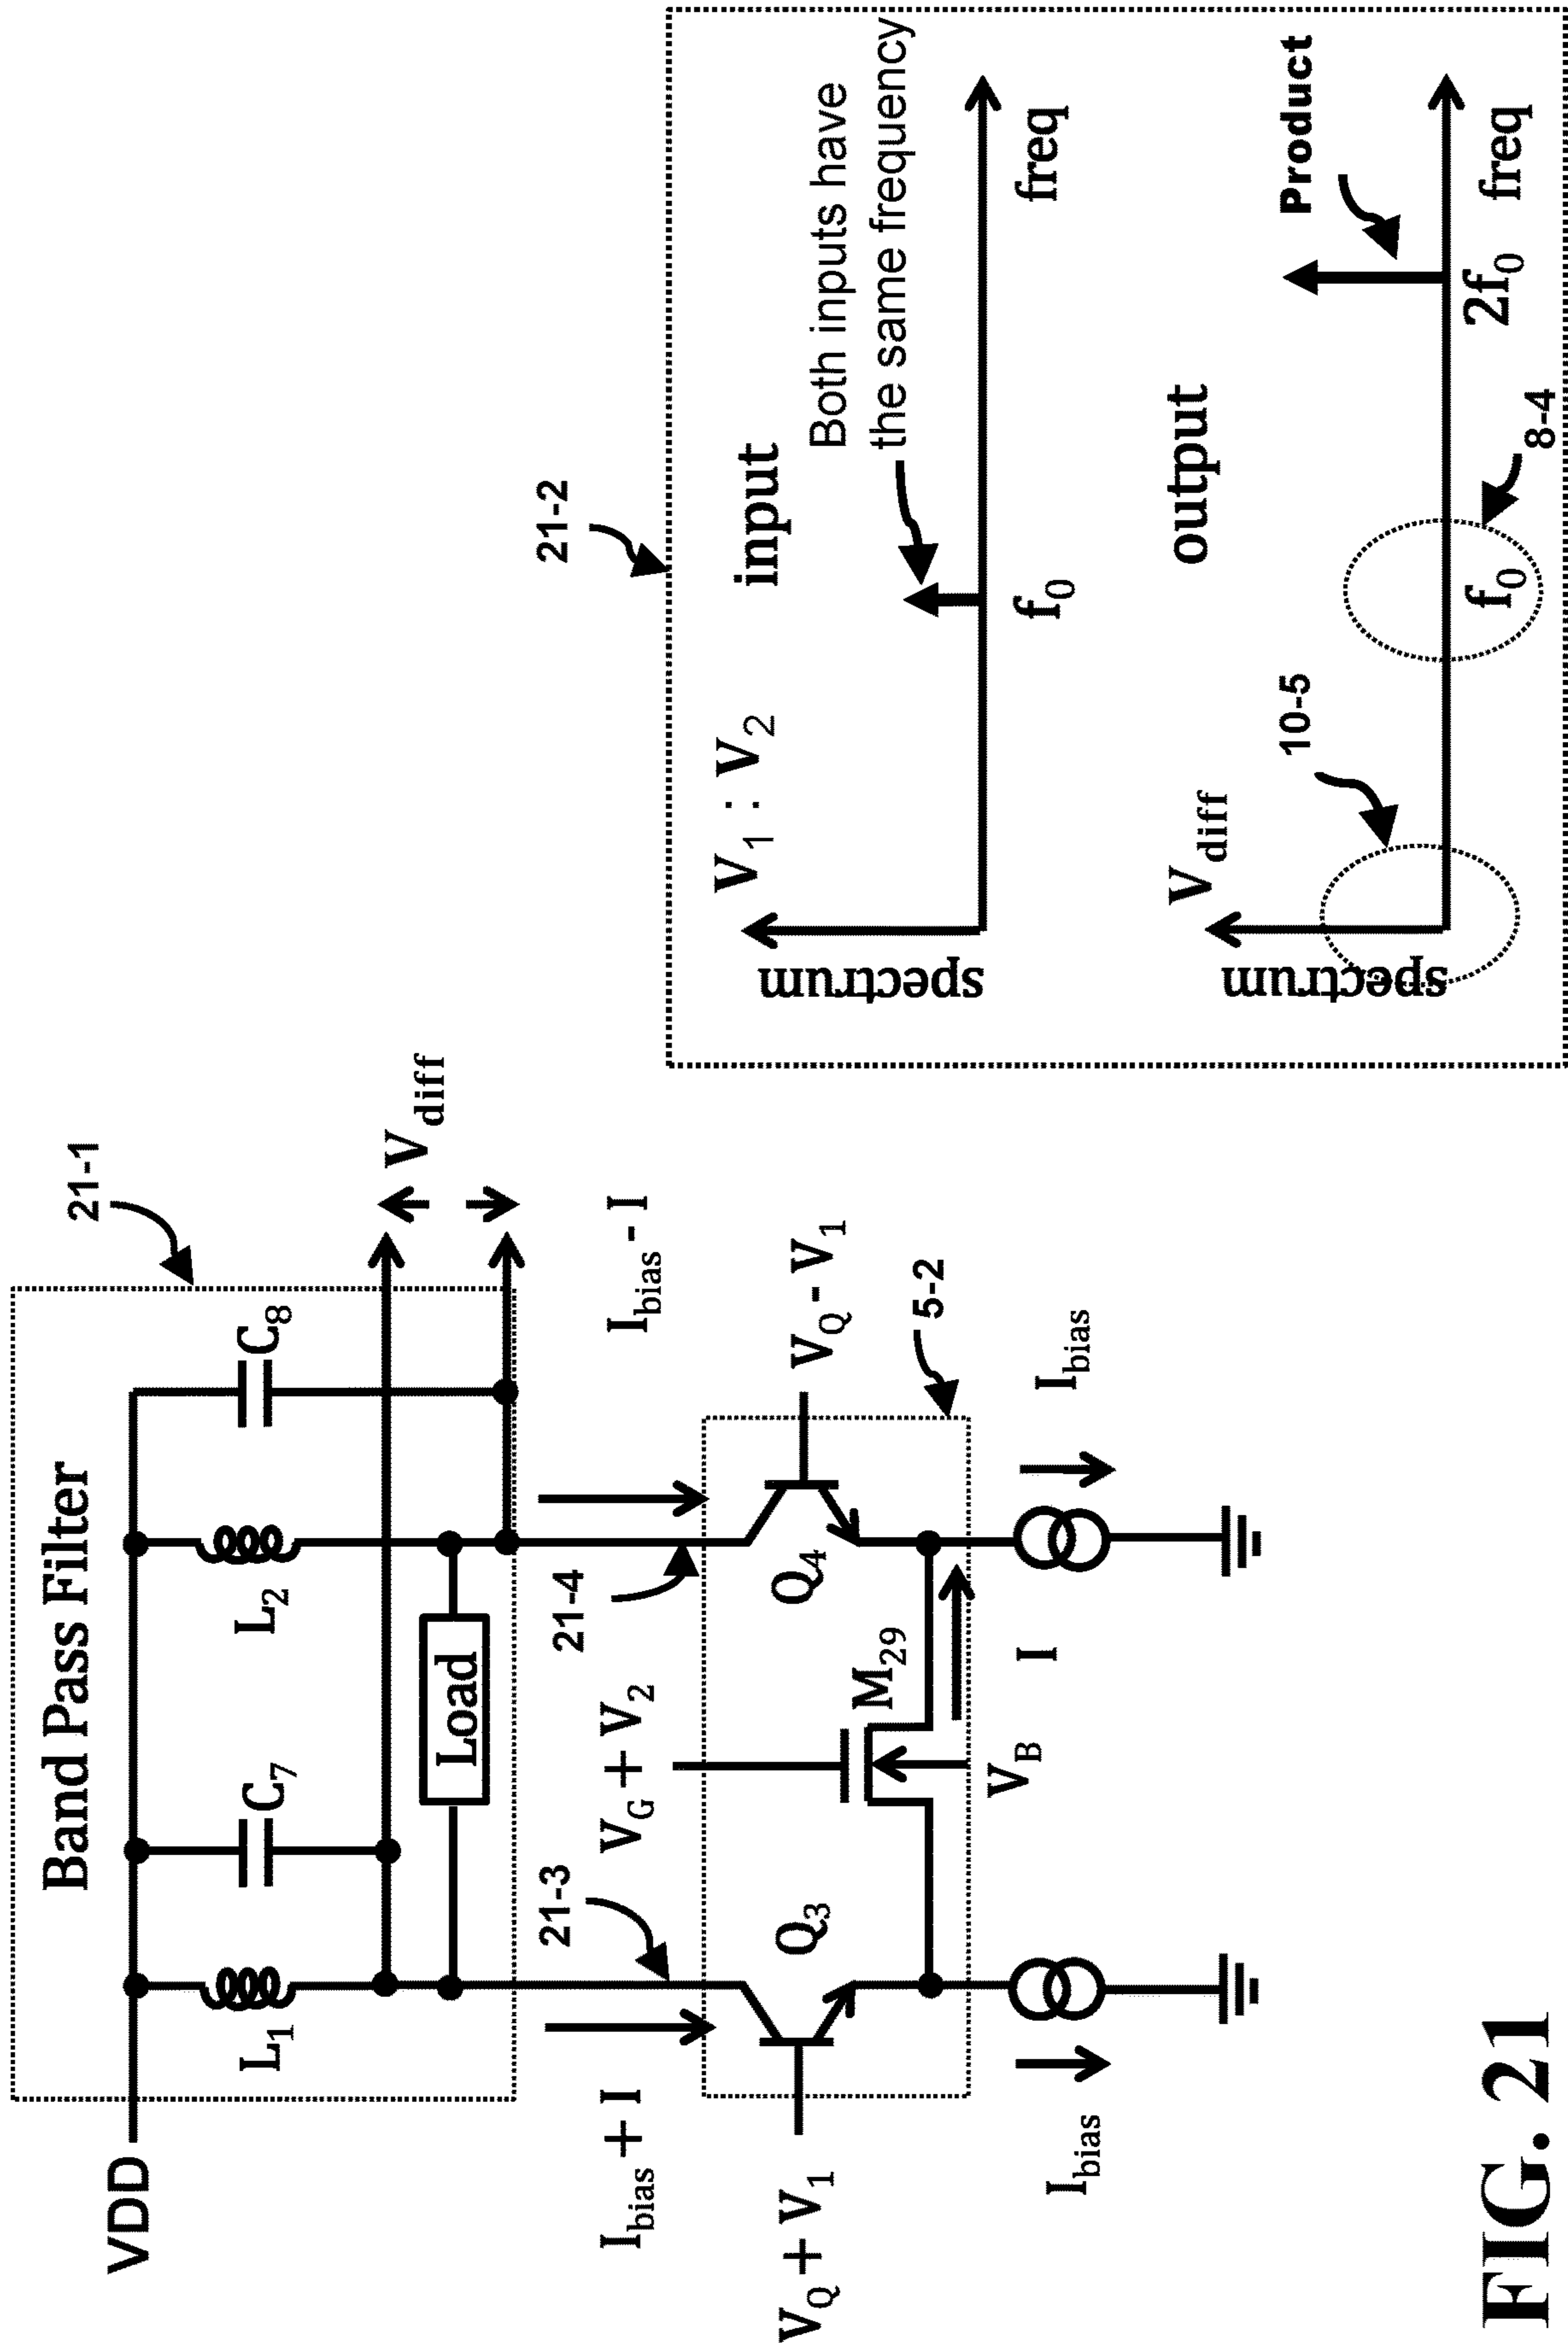 Band Pass Filter
21-1
VDD
L1
C7
L2
C8
Load
Vdiff
Ibias + I
21-3
VG + V2
21-4
Ibias - I
VQ + V1
Q3
M29
Q4
VQ - V1
5-2
VB
I
Ibias
Ibias
21-2
V1 : V2
input
Both inputs have
the same frequency
spectrum
f0
freq
Vdiff
output
10-5
Product
spectrum
f0
2f0
freq
8-4
FIG. 21